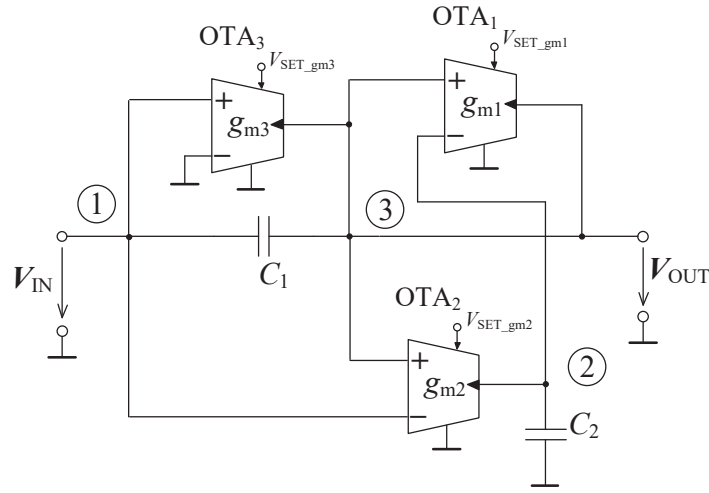 OTA1
OTA3
VSET_gm1
VSET_gm3
+
+
gm1
gm3
−
−
1
3
VIN
C1
VOUT
OTA2
VSET_gm2
+
2
gm2
−
C2